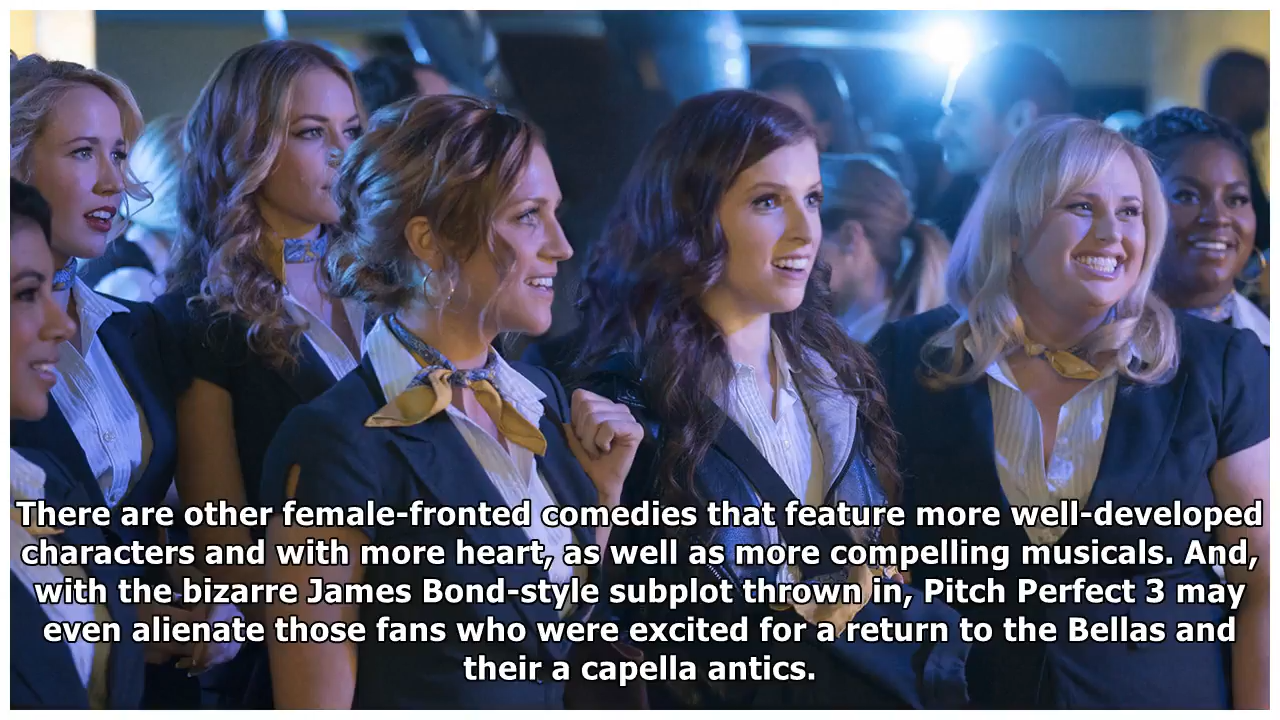 There are other female-fronted comedies that feature more well-developed
characters and with more heart, as well as more compelling musicals. And,
with the bizarre James Bond-style subplot thrown in, Pitch Perfect 3 may
even alienate those fans who were excited for a return to the Bellas and
their a capella antics.